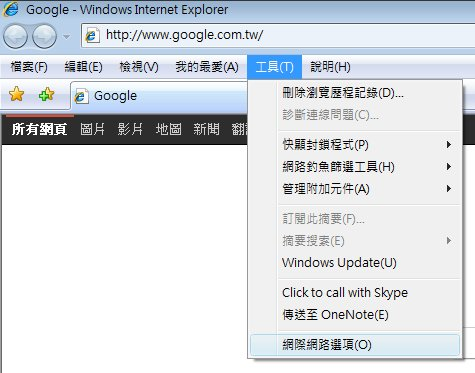 Google - Windows Internet Explorer
http://www.google.com.tw/
檔案(F) 編輯(E) 檢視(V) 我的最愛(A) 工具(T) 說明(H)
Google
所有網頁 圖片 影片 地圖 新聞
刪除瀏覽歷程記錄(D)...
診斷連線問題(C)...
快顯封鎖程式(P)
網路釣魚篩選工具(H)
管理附加元件(A)
訂閱此摘要(F)...
摘要搜索(E)
Windows Update(U)
Click to call with Skype
傳送至 OneNote(E)
網際網路選項(O)